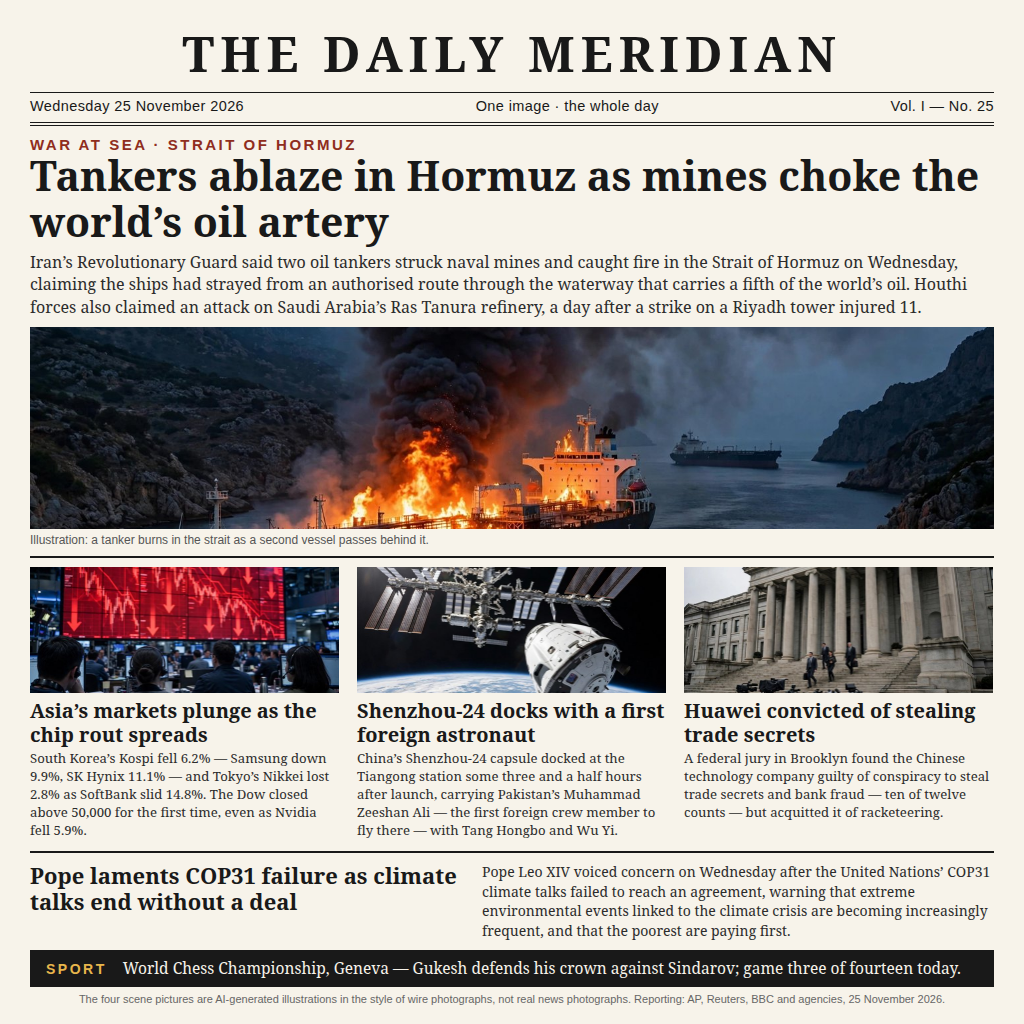 THE DAILY MERIDIAN
Wednesday 25 November 2026
One image · the whole day
Vol. I — No. 25
WAR AT SEA · STRAIT OF HORMUZ
Tankers ablaze in Hormuz as mines choke the
world’s oil artery
Iran’s Revolutionary Guard said two oil tankers struck naval mines and caught fire in the Strait of Hormuz on Wednesday,
claiming the ships had strayed from an authorised route through the waterway that carries a fifth of the world’s oil. Houthi
forces also claimed an attack on Saudi Arabia’s Ras Tanura refinery, a day after a strike on a Riyadh tower injured 11.
Illustration: a tanker burns in the strait as a second vessel passes behind it.
Asia’s markets plunge as the
chip rout spreads
South Korea’s Kospi fell 6.2% — Samsung down
9.9%, SK Hynix 11.1% — and Tokyo’s Nikkei lost
2.8% as SoftBank slid 14.8%. The Dow closed
above 50,000 for the first time, even as Nvidia
fell 5.9%.
Shenzhou-24 docks with a first
foreign astronaut
China’s Shenzhou-24 capsule docked at the
Tiangong station some three and a half hours
after launch, carrying Pakistan’s Muhammad
Zeeshan Ali — the first foreign crew member to
fly there — with Tang Hongbo and Wu Yi.
Huawei convicted of stealing
trade secrets
A federal jury in Brooklyn found the Chinese
technology company guilty of conspiracy to steal
trade secrets and bank fraud — ten of twelve
counts — but acquitted it of racketeering.
Pope laments COP31 failure as climate
talks end without a deal
Pope Leo XIV voiced concern on Wednesday after the United Nations’ COP31
climate talks failed to reach an agreement, warning that extreme
environmental events linked to the climate crisis are becoming increasingly
frequent, and that the poorest are paying first.
SPORT World Chess Championship, Geneva — Gukesh defends his crown against Sindarov; game three of fourteen today.
The four scene pictures are AI-generated illustrations in the style of wire photographs, not real news photographs. Reporting: AP, Reuters, BBC and agencies, 25 November 2026.